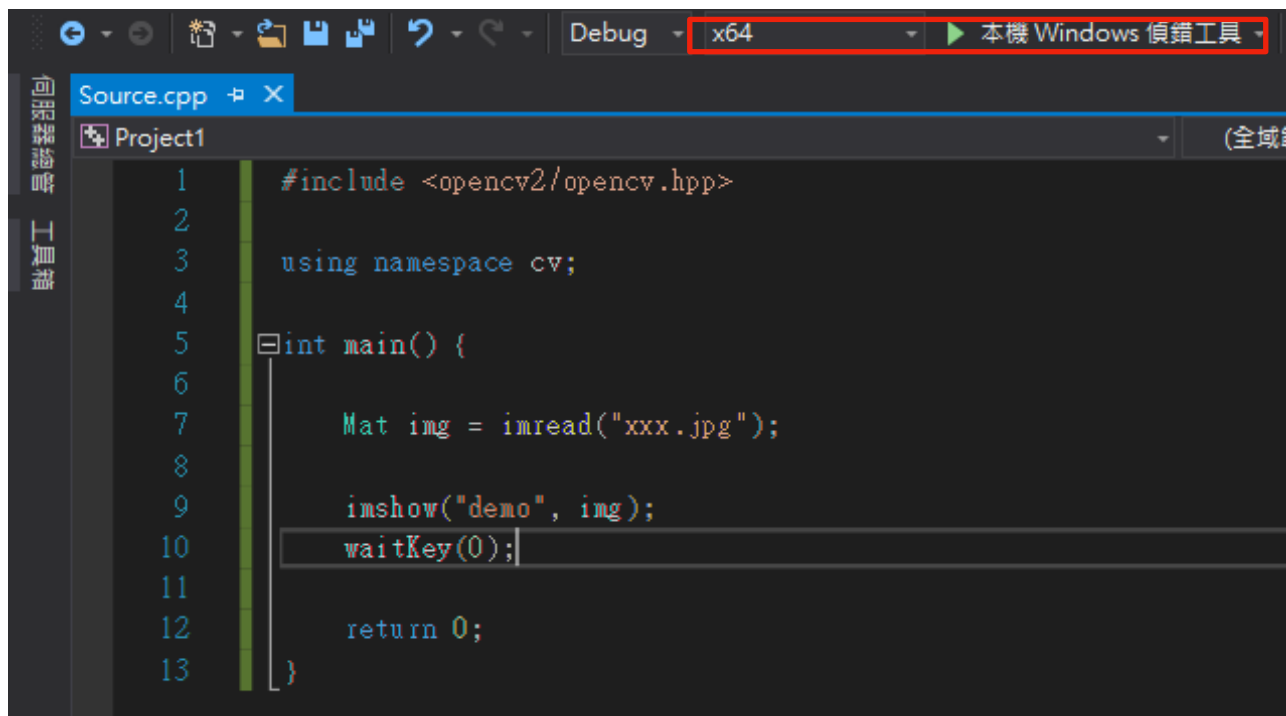 Debug x64 本機 Windows 偵錯工具
伺服器總管
工具箱
Source.cpp
Project1
(全域
1 #include <opencv2/opencv.hpp>
2
3 using namespace cv;
4
5 int main() {
6
7 Mat img = imread("xxx.jpg");
8
9 imshow("demo", img);
10 waitKey(0);
11
12 return 0;
13 }